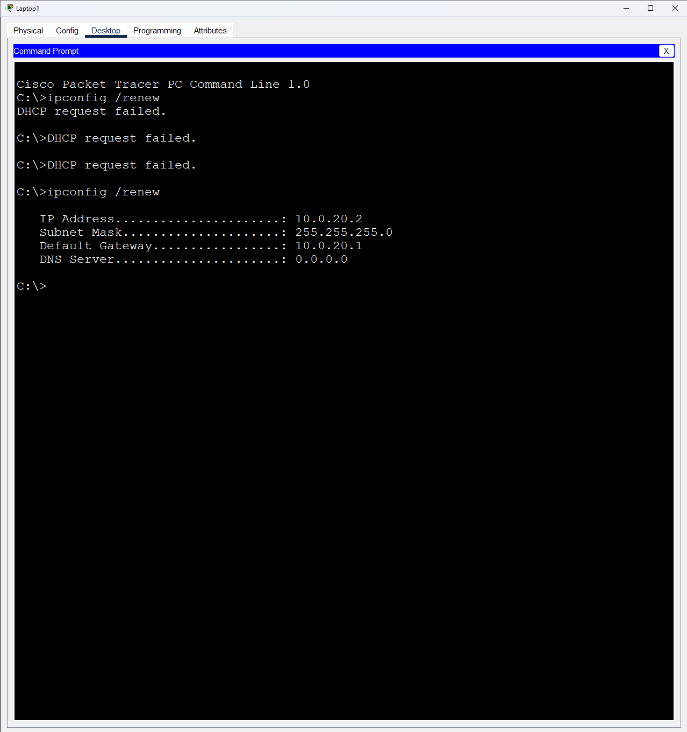 Laptop1
Physical Config Desktop Programming Attributes
Command Prompt X
Cisco Packet Tracer PC Command Line 1.0
C:\>ipconfig /renew
DHCP request failed.
C:\>DHCP request failed.
C:\>DHCP request failed.
C:\>ipconfig /renew
IP Address......................: 10.0.20.2
Subnet Mask.....................: 255.255.255.0
Default Gateway.................: 10.0.20.1
DNS Server......................: 0.0.0.0
C:\>